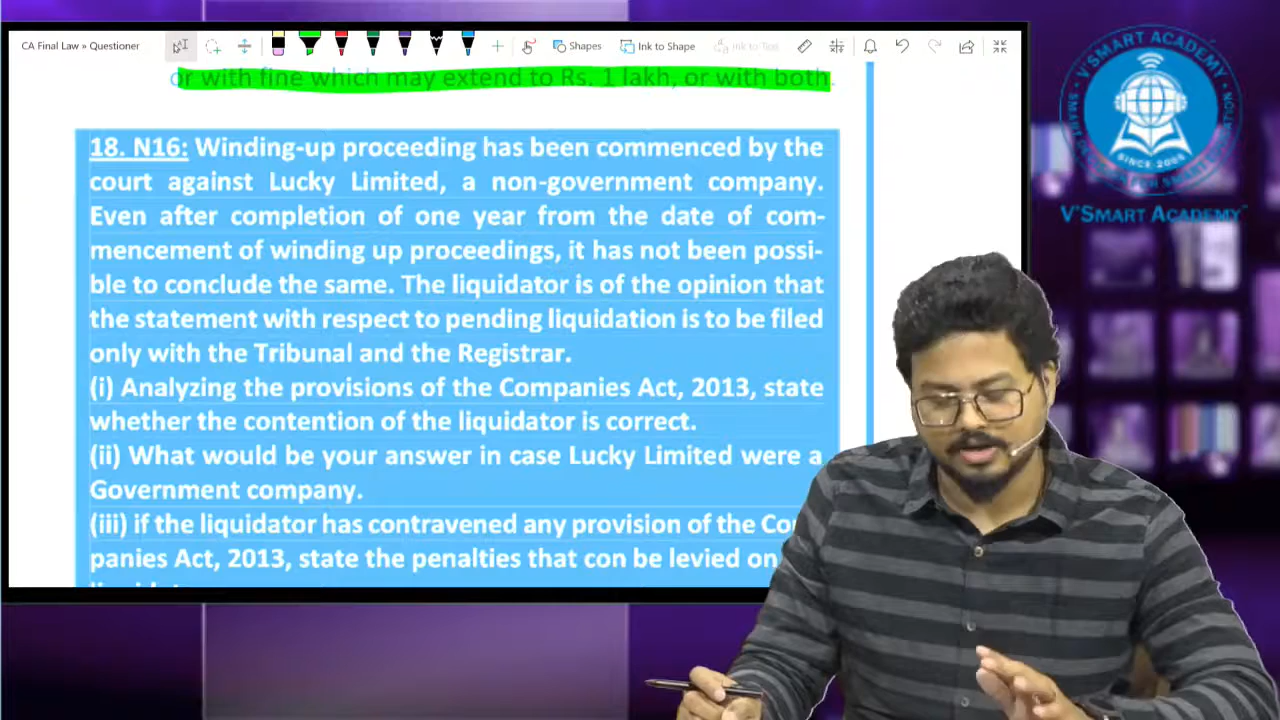 CA Final Law » Questioner
Shapes
Ink to Shape
Ink to Text
or with fine which may extend to Rs. 1 lakh, or with both.
18. N16: Winding-up proceeding has been commenced by the
court against Lucky Limited, a non-government company.
Even after completion of one year from the date of com-
mencement of winding up proceedings, it has not been possi-
ble to conclude the same. The liquidator is of the opinion that
the statement with respect to pending liquidation is to be filed
only with the Tribunal and the Registrar.
(i) Analyzing the provisions of the Companies Act, 2013, state
whether the contention of the liquidator is correct.
(ii) What would be your answer in case Lucky Limited were a
Government company.
(iii) if the liquidator has contravened any provision of the Co
panies Act, 2013, state the penalties that con be levied on
V'SMART ACADEMY
SINCE 2005
V'SMART ACADEMY